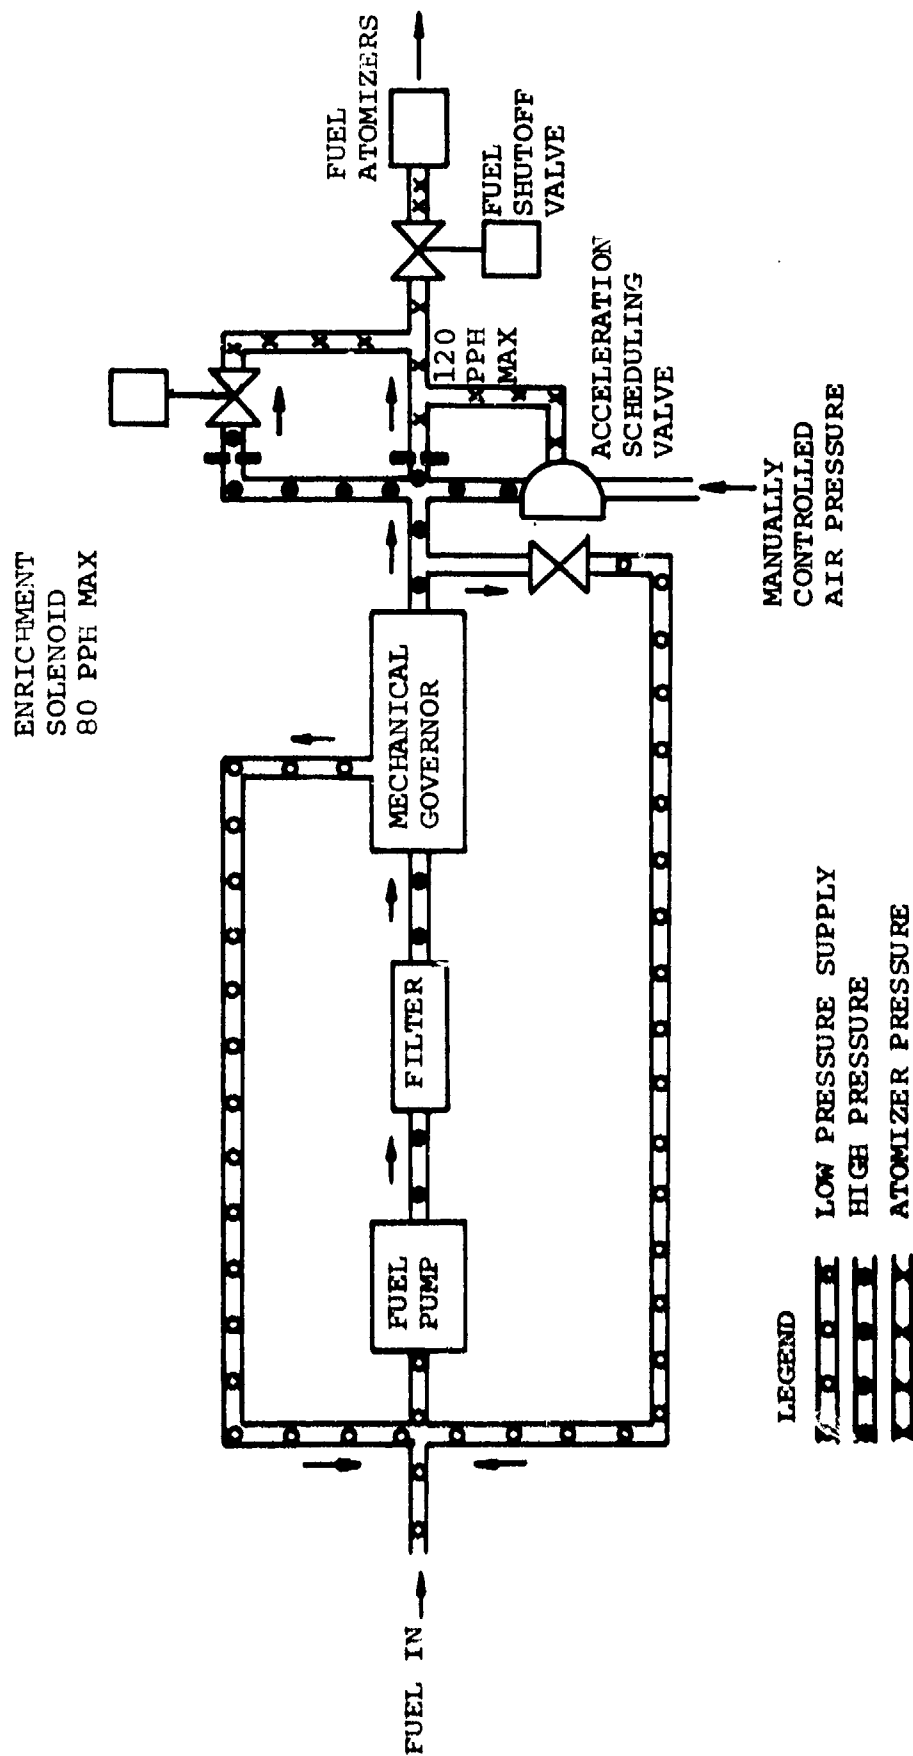 ENRICHMENT
SOLENOID
80 PPH MAX
FUEL
ATOMIZERS
FUEL
SHUTOFF
VALVE
120
PPH
MAX
ACCELERATION
SCHEDULING
VALVE
MANUALLY
CONTROLLED
AIR PRESSURE
MECHANICAL
GOVERNOR
FILTER
FUEL
PUMP
FUEL IN
LEGEND
LOW PRESSURE SUPPLY
HIGH PRESSURE
ATOMIZER PRESSURE